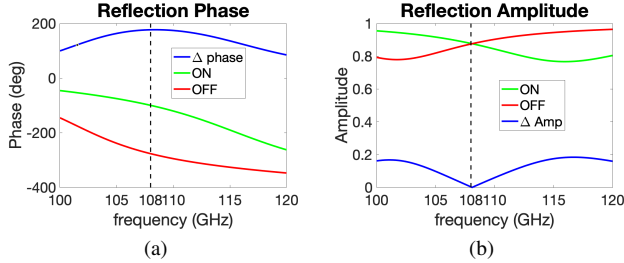 Reflection Phase
200
0
-200
-400
Phase (deg)
Δ phase
ON
OFF
100
105
108
110
115
120
frequency (GHz)
(a)
Reflection Amplitude
1
0.8
0.6
0.4
0.2
0
Amplitude
ON
OFF
Δ Amp
100
105
108
110
115
120
frequency (GHz)
(b)